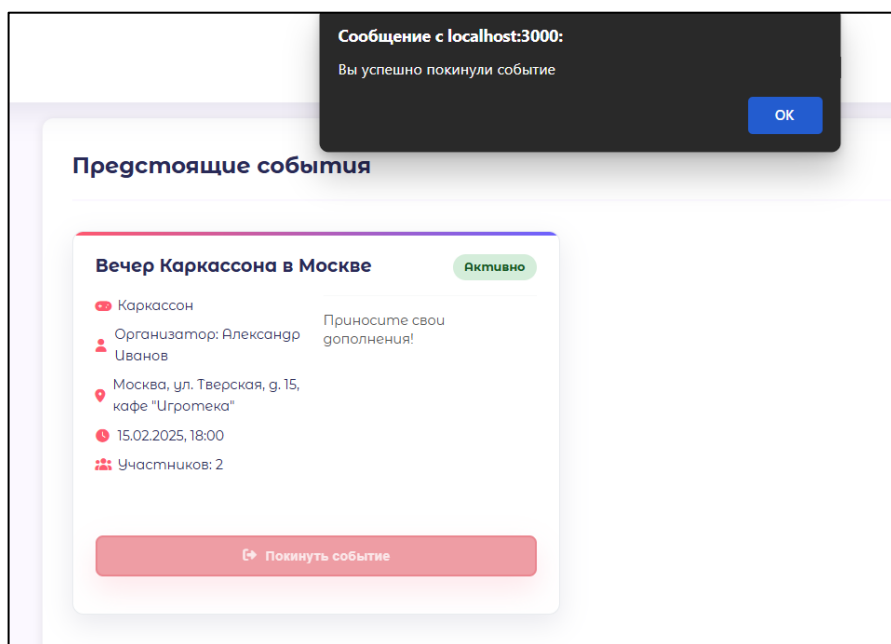 Сообщение с localhost:3000:
Вы успешно покинули событие
ОК
Предстоящие события
Вечер Каркассона в Москве
Активно
Каркассон
Организатор: Александр
Иванов
Москва, ул. Тверская, д. 15,
кафе "Игротека"
15.02.2025, 18:00
Участников: 2
Приносите свои
дополнения!
Покинуть событие